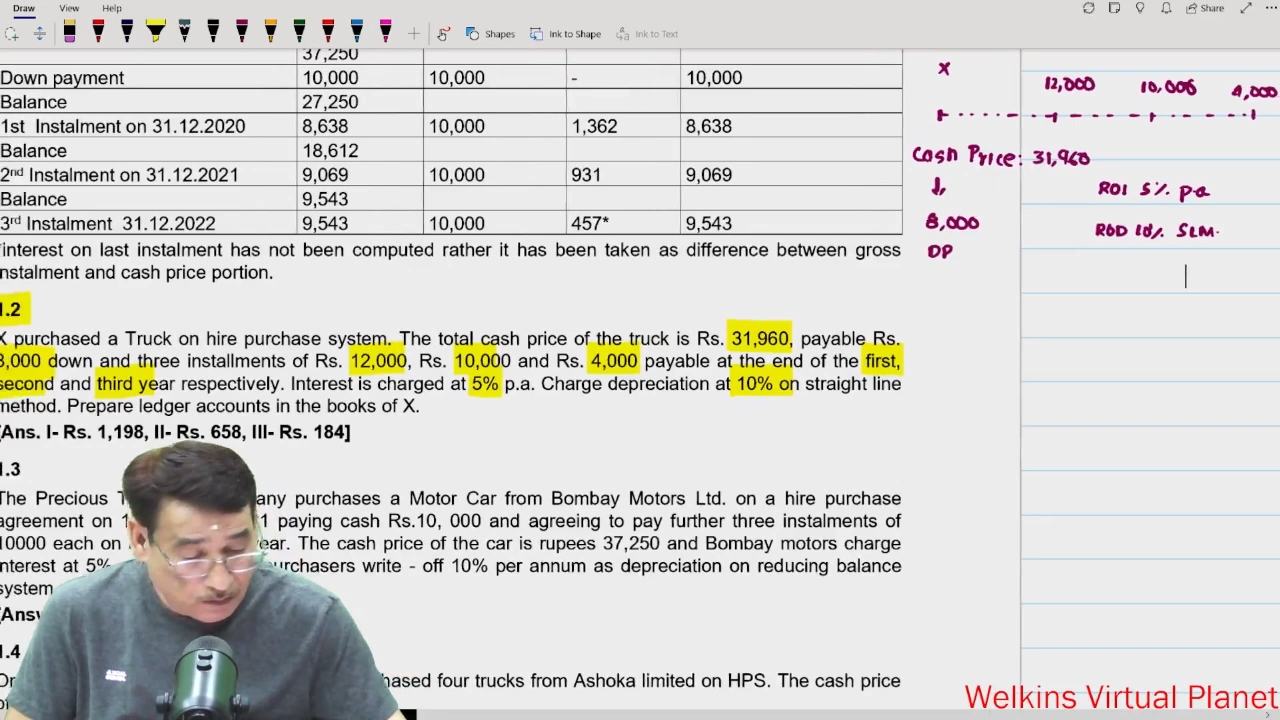 Draw View Help
Share
Shapes Ink to Shape Ink to Text
37,250
Down payment 10,000 10,000 - 10,000
Balance 27,250
1st Instalment on 31.12.2020 8,638 10,000 1,362 8,638
Balance 18,612
2nd Instalment on 31.12.2021 9,069 10,000 931 9,069
Balance 9,543
3rd Instalment 31.12.2022 9,543 10,000 457* 9,543
*interest on last instalment has not been computed rather it has been taken as difference between gross
instalment and cash price portion.
1.2
X purchased a Truck on hire purchase system. The total cash price of the truck is Rs. 31,960, payable Rs.
8,000 down and three installments of Rs. 12,000, Rs. 10,000 and Rs. 4,000 payable at the end of the first,
second and third year respectively. Interest is charged at 5% p.a. Charge depreciation at 10% on straight line
method. Prepare ledger accounts in the books of X.
[Ans. I- Rs. 1,198, II- Rs. 658, III- Rs. 184]
1.3
The Precious purchases a Motor Car from Bombay Motors Ltd. on a hire purchase
agreement on paying cash Rs.10, 000 and agreeing to pay further three instalments of
10000 each on The cash price of the car is rupees 37,250 and Bombay motors charge
interest at 5% write - off 10% per annum as depreciation on reducing balance
system
1.4
four trucks from Ashoka limited on HPS. The cash price
X
12,000 10,000 4,000
Cash Price: 31,960
ROI 5% pa
8,000
ROD 10% SLM.
DP
Welkins Virtual Planet